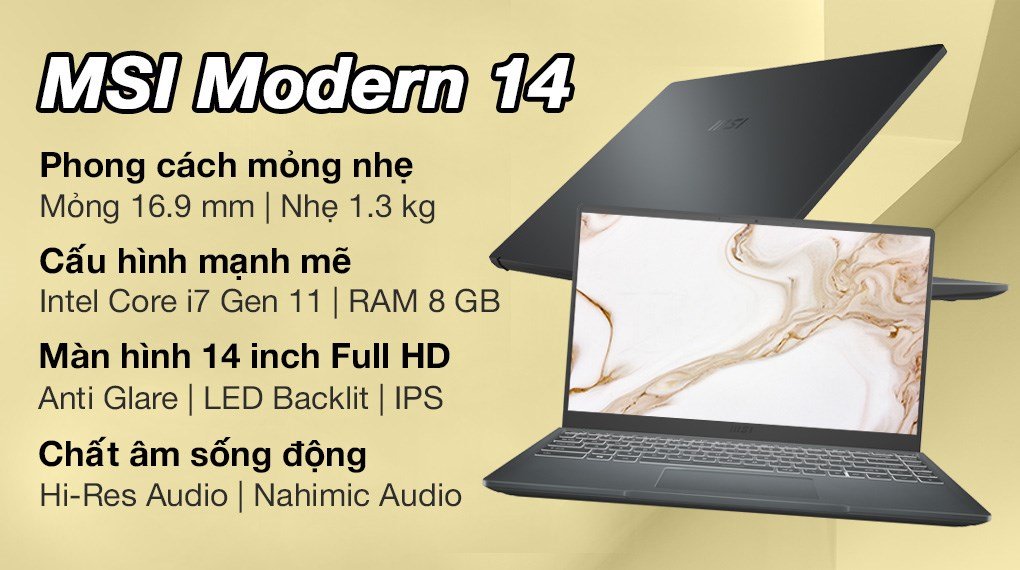 MSI Modern 14
Phong cách mỏng nhẹ
Mỏng 16.9 mm | Nhẹ 1.3 kg
Cấu hình mạnh mẽ
Intel Core i7 Gen 11 | RAM 8 GB
Màn hình 14 inch Full HD
Anti Glare | LED Backlit | IPS
Chất âm sống động
Hi-Res Audio | Nahimic Audio
MSI
MSI